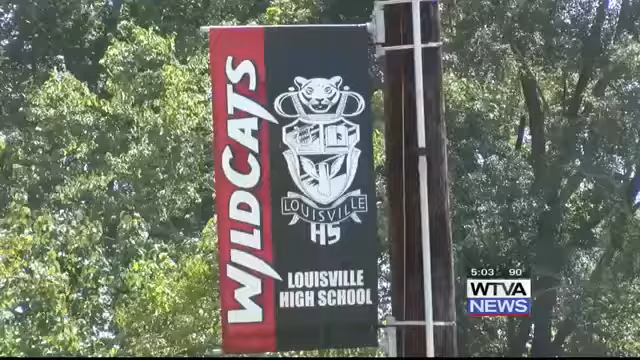 WILDCATS
LOUISVILLE
HS
LOUISVILLE
HIGH SCHOOL
5:03 90
WTVA
NEWS